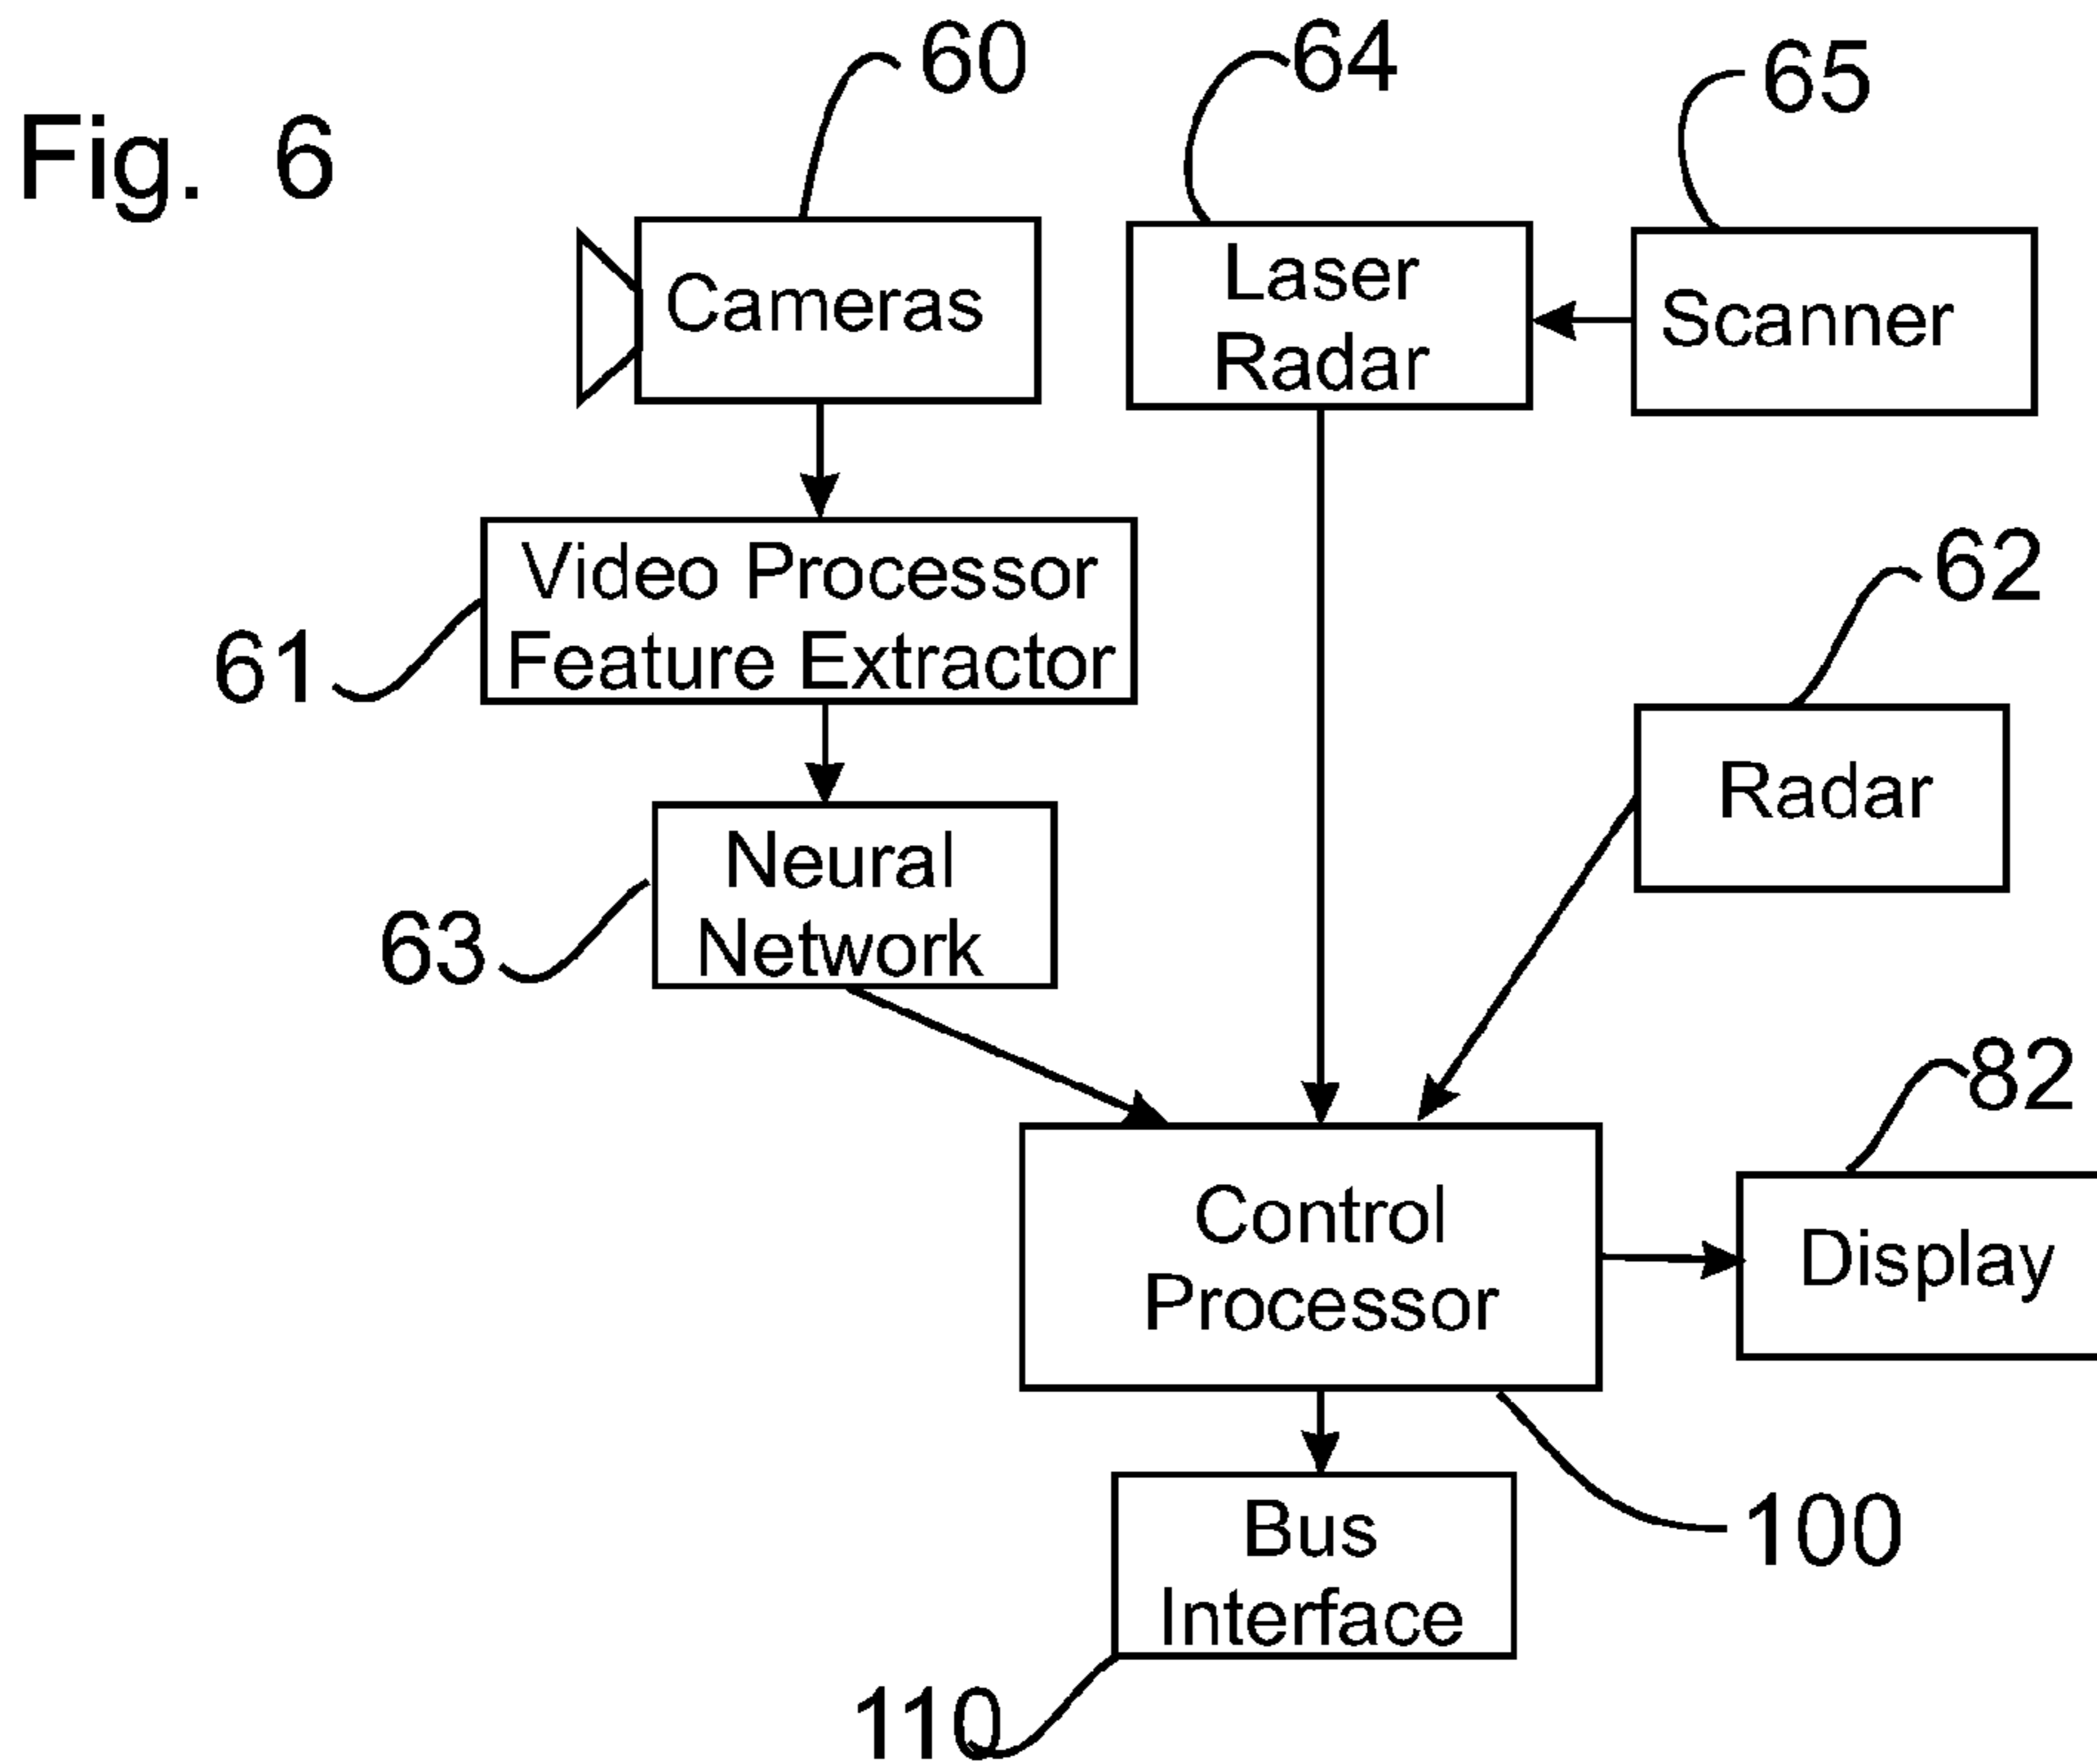 Fig. 6
60
64
65
Cameras
Laser
Radar
Scanner
Video Processor
Feature Extractor
61
62
Radar
Neural
Network
63
82
Control
Processor
Display
100
Bus
Interface
110